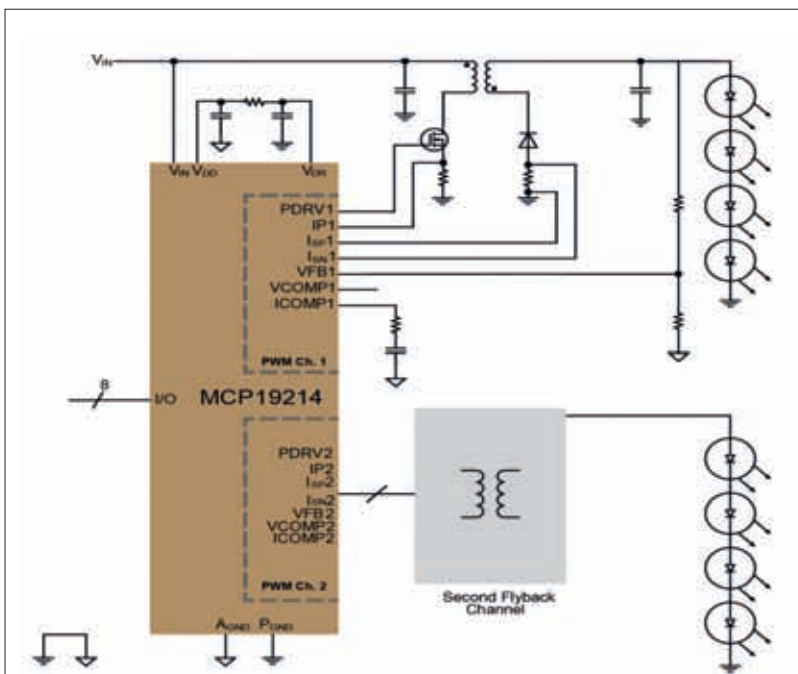 VIN
VIN VDD VDR
PDRV1
IP1
ISP1
ISN1
VFB1
VCOMP1
ICOMP1
PWM Ch. 1
8
I/O
MCP19214
PDRV2
IP2
ISP2
ISN2
VFB2
VCOMP2
ICOMP2
PWM Ch. 2
Second Flyback
Channel
AGND PGND